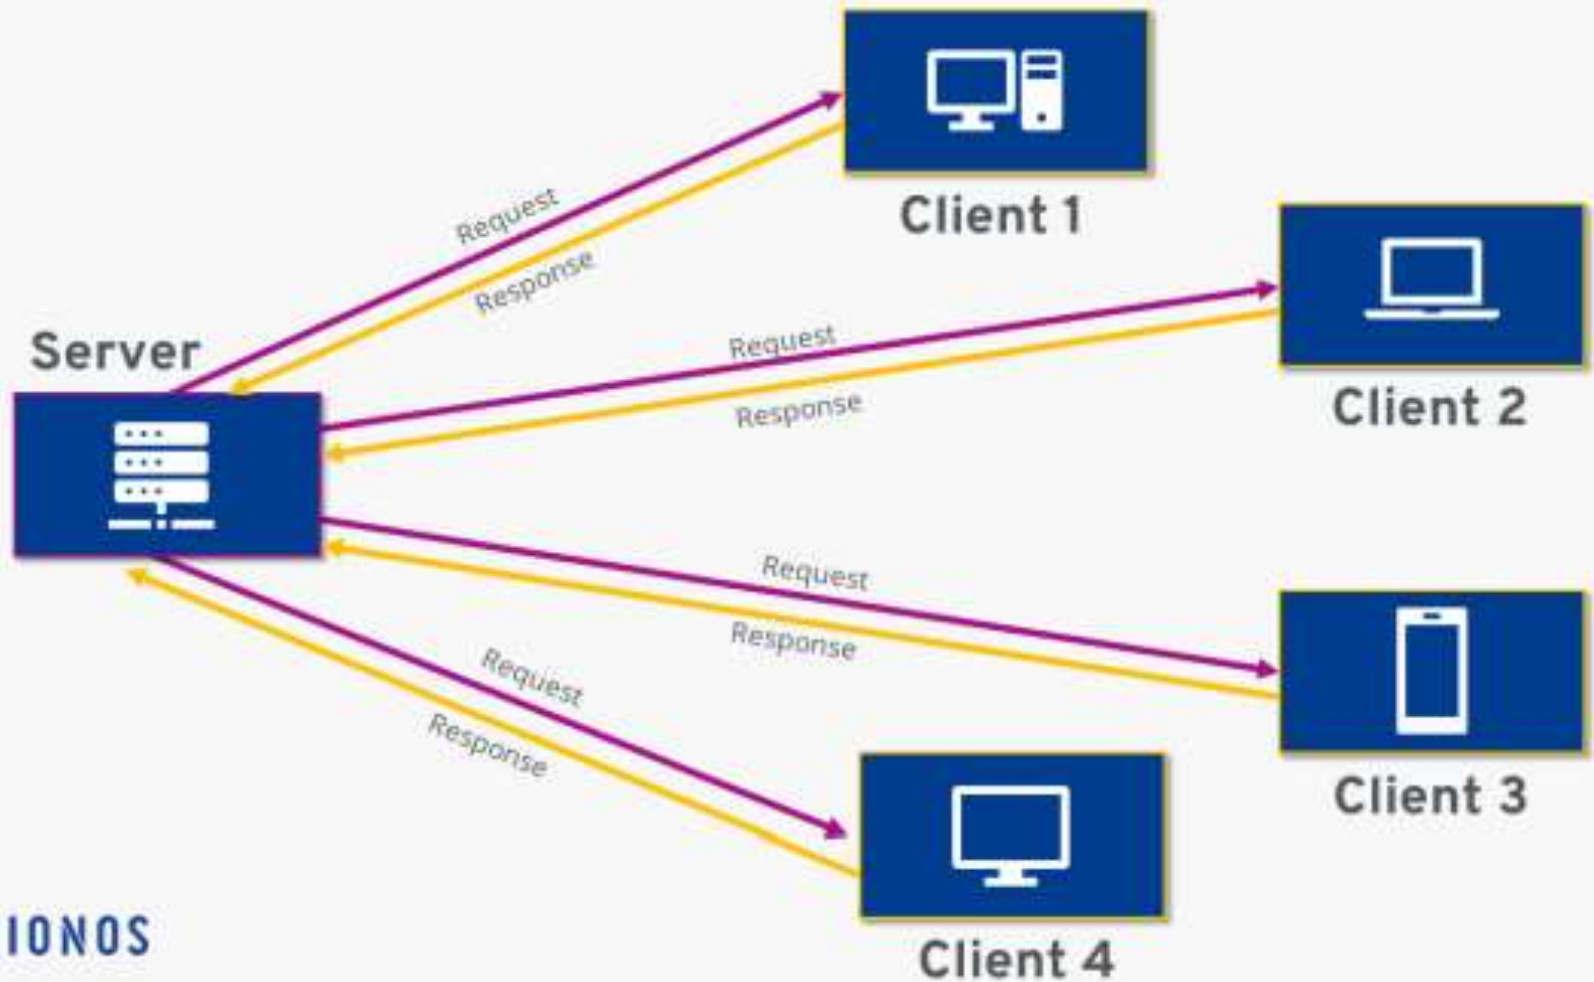 Client 1
Request
Response
Client 2
Server
Request
Response
Request
Response
Client 3
Request
Response
Client 4
IONOS